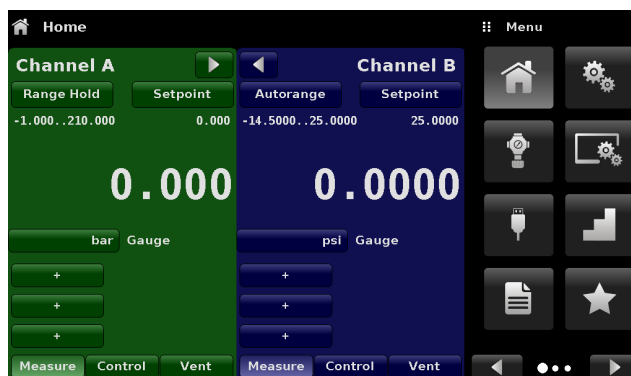 Home
Menu
Channel A
Channel B
Range Hold Setpoint
Autorange Setpoint
-1.000..210.000 0.000
-14.5000..25.0000 25.0000
0.000
0.0000
bar Gauge
psi Gauge
+
+
+
+
+
+
Measure Control Vent
Measure Control Vent